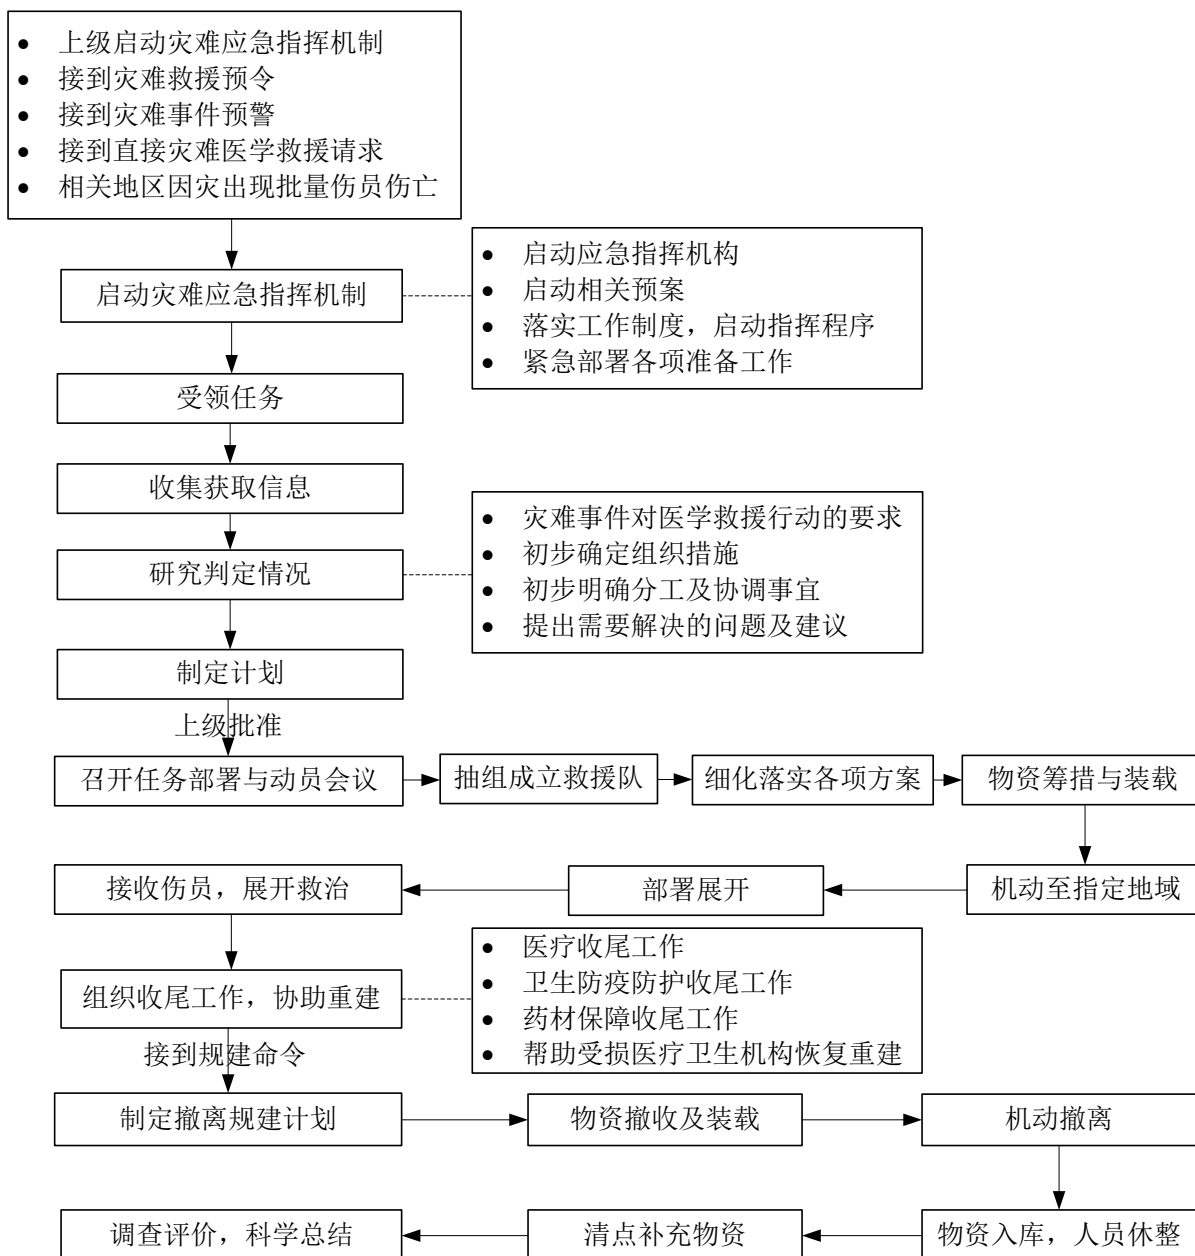 • 上级启动灾难应急指挥机制
• 接到灾难救援预令
• 接到灾难事件预警
• 接到直接灾难医学救援请求
• 相关地区因灾出现批量伤员伤亡
启动灾难应急指挥机制
• 启动应急指挥机构
• 启动相关预案
• 落实工作制度，启动指挥程序
• 紧急部署各项准备工作
受领任务
收集获取信息
研究判定情况
• 灾难事件对医学救援行动的要求
• 初步确定组织措施
• 初步明确分工及协调事宜
• 提出需要解决的问题及建议
制定计划
上级批准
召开任务部署与动员会议
抽组成立救援队
细化落实各项方案
物资筹措与装载
机动至指定地域
部署展开
接收伤员，展开救治
组织收尾工作，协助重建
• 医疗收尾工作
• 卫生防疫防护收尾工作
• 药材保障收尾工作
• 帮助受损医疗卫生机构恢复重建
接到规建命令
制定撤离规建计划
物资撤收及装载
机动撤离
物资入库，人员休整
清点补充物资
调查评价，科学总结